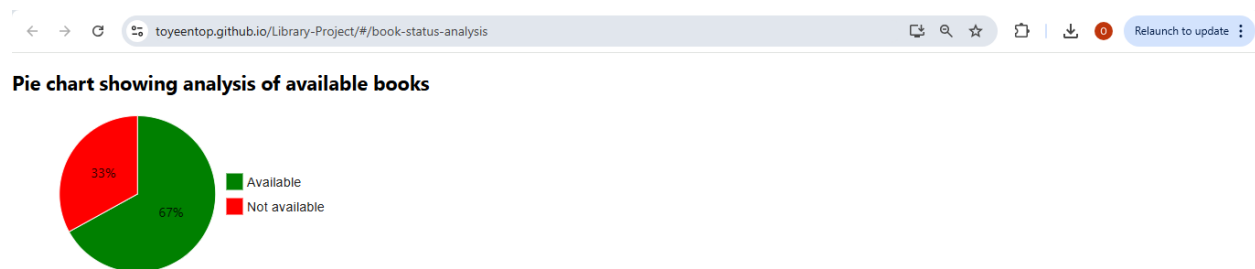 toyeentop.github.io/Library-Project/#/book-status-analysis
O
Relaunch to update
Pie chart showing analysis of available books
33%
67%
Available
Not available